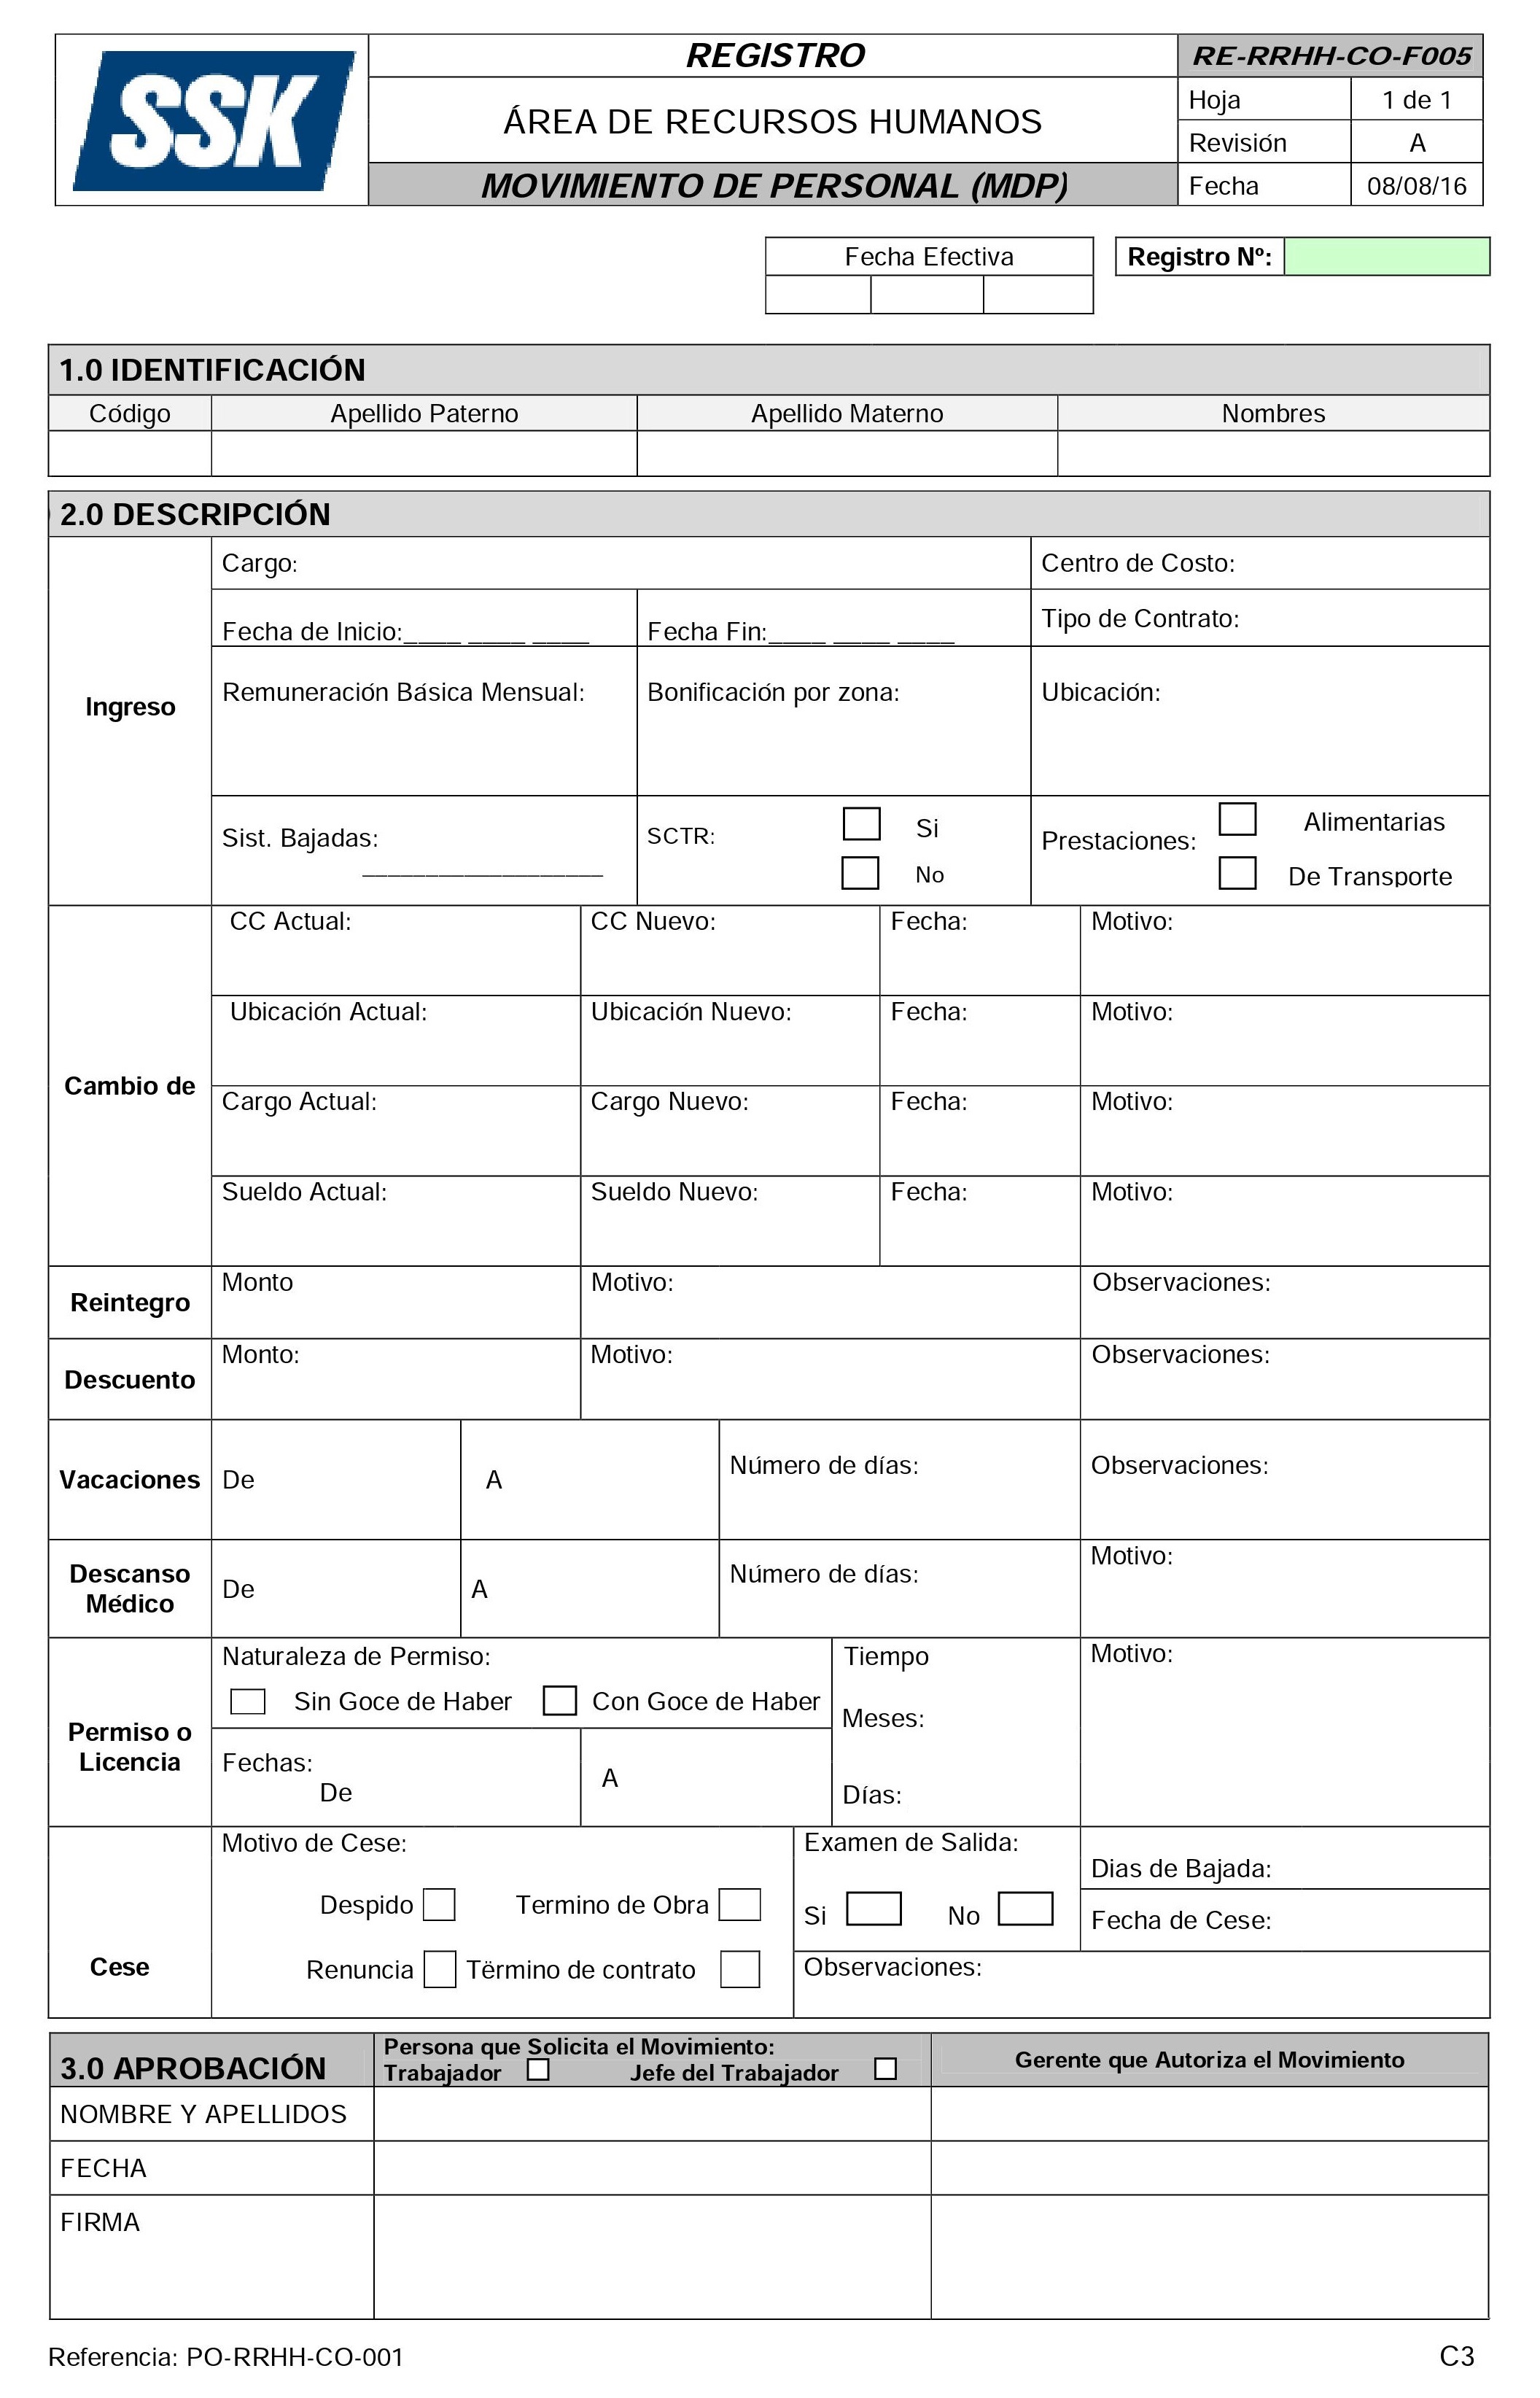 SSK
REGISTRO
RE-RRHH-CO-F005
ÁREA DE RECURSOS HUMANOS
Hoja 1 de 1
Revisión A
MOVIMIENTO DE PERSONAL (MDP)
Fecha 08/08/16
Fecha Efectiva
Registro Nº:
1.0 IDENTIFICACIÓN
Código Apellido Paterno Apellido Materno Nombres
2.0 DESCRIPCIÓN
Ingreso
Cargo: Centro de Costo:
Fecha de Inicio:____ ____ ____ Fecha Fin:____ ____ ____ Tipo de Contrato:
Remuneración Básica Mensual: Bonificación por zona: Ubicación:
Sist. Bajadas: __________________
SCTR: Si
No
Prestaciones: Alimentarias
De Transporte
Cambio de
CC Actual: CC Nuevo: Fecha: Motivo:
Ubicación Actual: Ubicación Nuevo: Fecha: Motivo:
Cargo Actual: Cargo Nuevo: Fecha: Motivo:
Sueldo Actual: Sueldo Nuevo: Fecha: Motivo:
Reintegro Monto Motivo: Observaciones:
Descuento Monto: Motivo: Observaciones:
Vacaciones De A Número de días: Observaciones:
Descanso
Médico
De A Número de días: Motivo:
Permiso o
Licencia
Naturaleza de Permiso:
Sin Goce de Haber Con Goce de Haber
Fechas:
De A
Tiempo
Meses:
Días:
Motivo:
Cese
Motivo de Cese:
Despido Termino de Obra
Renuncia Tërmino de contrato
Examen de Salida:
Si No
Dias de Bajada:
Fecha de Cese:
Observaciones:
3.0 APROBACIÓN
Persona que Solicita el Movimiento:
Trabajador Jefe del Trabajador
Gerente que Autoriza el Movimiento
NOMBRE Y APELLIDOS
FECHA
FIRMA
Referencia: PO-RRHH-CO-001 C3